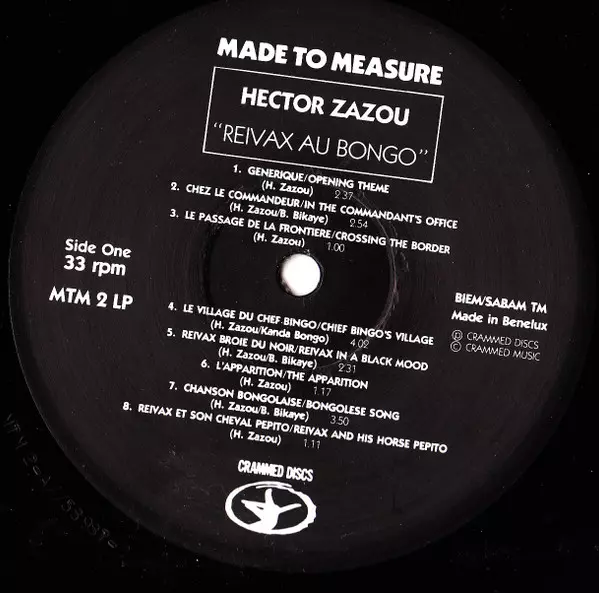 MADE TO MEASURE
HECTOR ZAZOU
"REIVAX AU BONGO"
1. GENERIQUE/OPENING THEME
(H. Zazou) 2.37
2. CHEZ LE COMMANDEUR/IN THE COMMANDANT'S OFFICE
(H. Zazou/B. Bikaye) 2.54
3. LE PASSAGE DE LA FRONTIERE/CROSSING THE BORDER
(H. Zazou) 1.00
Side One
33 rpm
MTM 2 LP
BIEM/SABAM TM
Made in Benelux
℗ CRAMMED DISCS
© CRAMMED MUSIC
4. LE VILLAGE DU CHEF BINGO/CHIEF BINGO'S VILLAGE
(H. Zazou/Kanda Bongo) 4.02
5. REIVAX BROIE DU NOIR/REIVAX IN A BLACK MOOD
(H. Zazou/B. Bikaye) 2.31
6. L'APPARITION/THE APPARITION
(H. Zazou) 1.17
7. CHANSON BONGOLAISE/BONGOLESE SONG
(H. Zazou/B. Bikaye) 3.50
8. REIVAX ET SON CHEVAL PEPITO/REIVAX AND HIS HORSE PEPITO
(H. Zazou) 1.11
CRAMMED DISCS